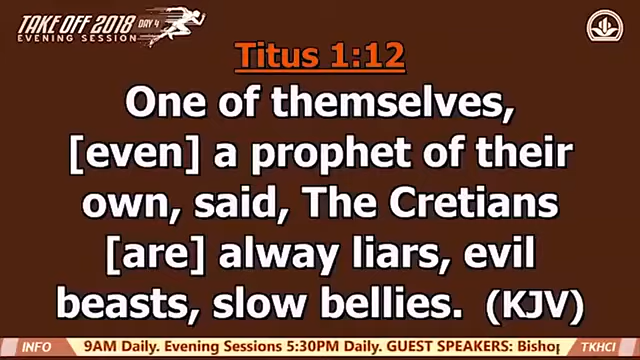 TAKE OFF 2018 DAY 4
EVENING SESSION
Titus 1:12
One of themselves,
[even] a prophet of their
own, said, The Cretians
[are] alway liars, evil
beasts, slow bellies. (KJV)
INFO 9AM Daily. Evening Sessions 5:30PM Daily. GUEST SPEAKERS: Bishop TKHCI